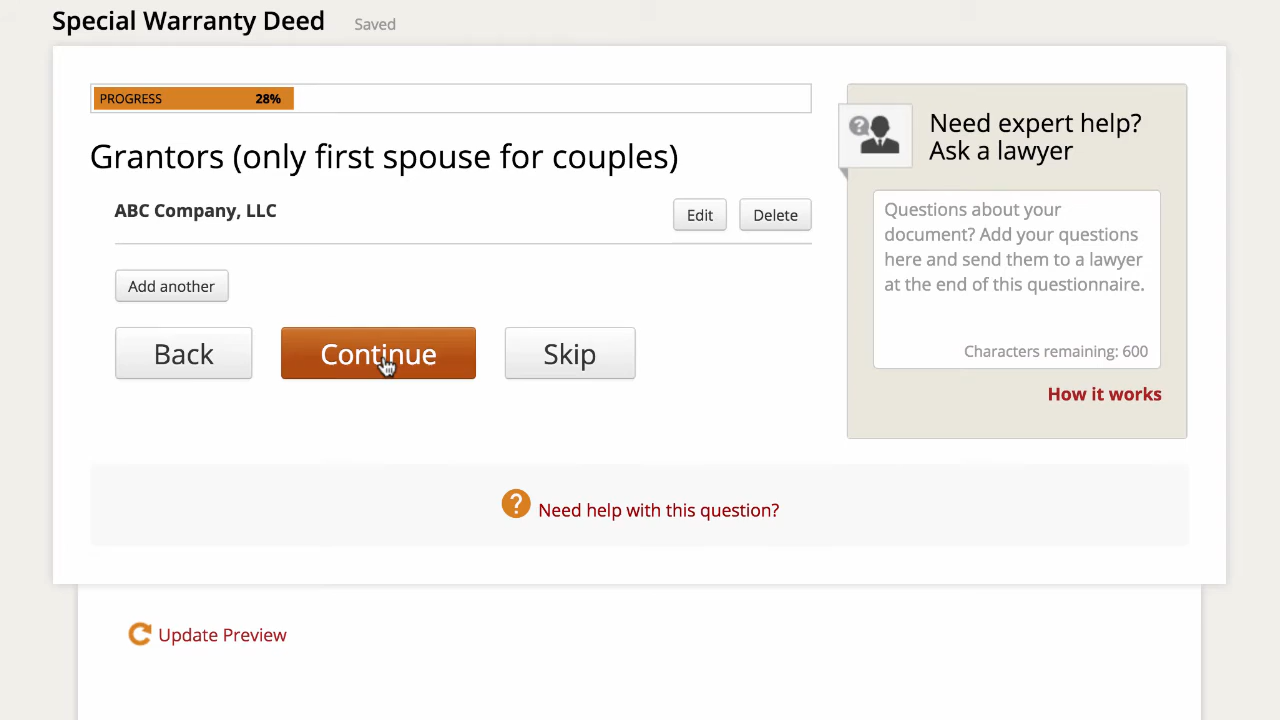 Special Warranty Deed Saved
PROGRESS 28%
Grantors (only first spouse for couples)
ABC Company, LLC Edit Delete
Add another
Back Continue Skip
Need expert help?
Ask a lawyer
Questions about your
document? Add your questions
here and send them to a lawyer
at the end of this questionnaire.
Characters remaining: 600
How it works
? Need help with this question?
Update Preview